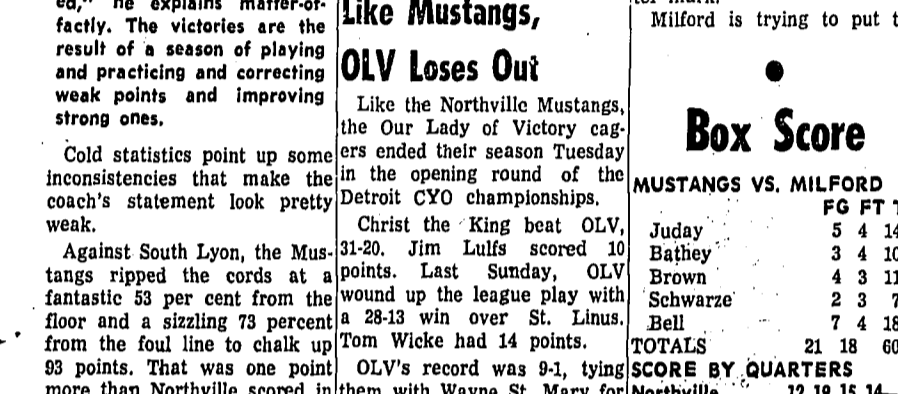 he explains matter-of-
factly. The victories are the
result of a season of playing
and practicing and correcting
weak points and improving
strong ones.
Cold statistics point up some
inconsistencies that make the
coach's statement look pretty
weak.
Against South Lyon, the Mus-
tangs ripped the cords at a
fantastic 53 per cent from the
floor and a sizzling 73 percent
from the foul line to chalk up
93 points. That was one point
more than Northville scored in
Like Mustangs,
OLV Loses Out
Like the Northville Mustangs,
the Our Lady of Victory cag-
ers ended their season Tuesday
in the opening round of the
Detroit CYO championships.
Christ the King beat OLV,
31-20. Jim Lulfs scored 10
points. Last Sunday, OLV
wound up the league play with
a 28-13 win over St. Linus.
Tom Wicke had 14 points.
OLV's record was 9-1, tying
them with Wayne St. Mary for
Milford is trying to put
Box Score
MUSTANGS VS. MILFORD
FG FT
Juday 5 4 14
Bathey 3 4 10
Brown 4 3 11
Schwarze 2 3 7
Bell 7 4 18
TOTALS 21 18 60
SCORE BY QUARTERS
Northville 12 19 15 14